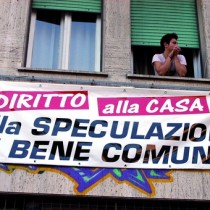 DIRITTO alla CASA
la SPECULAZIO
BENE COMUN